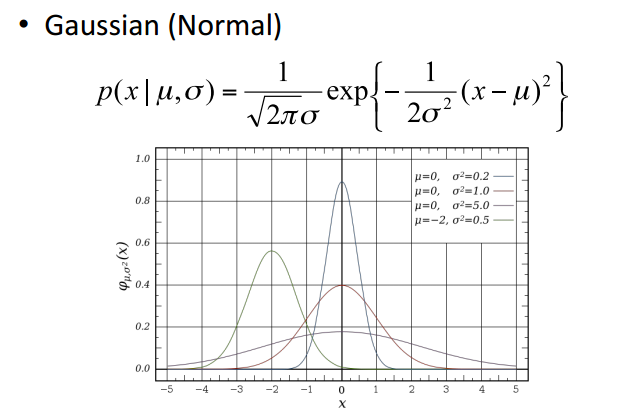 • Gaussian (Normal)
p(x | μ,σ) = 1/(√2π σ) exp{−1/(2σ²) (x − μ)²}
1.0
μ=0, σ²=0.2
μ=0, σ²=1.0
0.8
μ=0, σ²=5.0
μ=−2, σ²=0.5
0.6
φμ,σ²(x)
0.4
0.2
0.0
−5 −4 −3 −2 −1 0 1 2 3 4 5
x